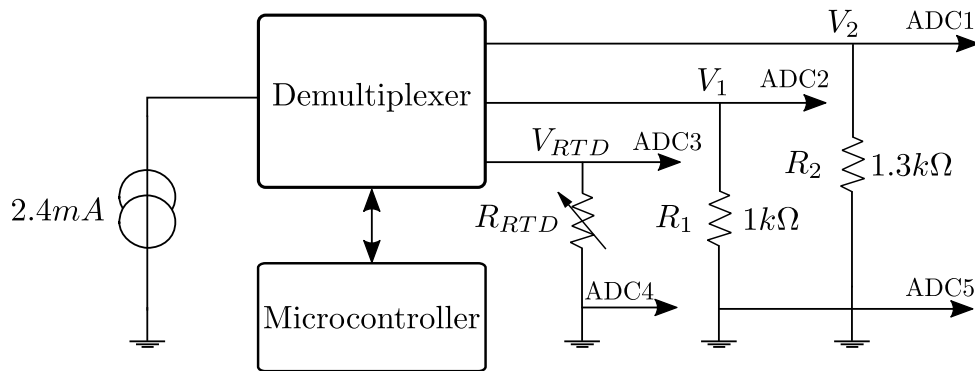 V2
ADC1
Demultiplexer
V1
ADC2
VRTD
ADC3
R2
1.3kΩ
2.4mA
RRTD
R1
1kΩ
ADC4
ADC5
Microcontroller